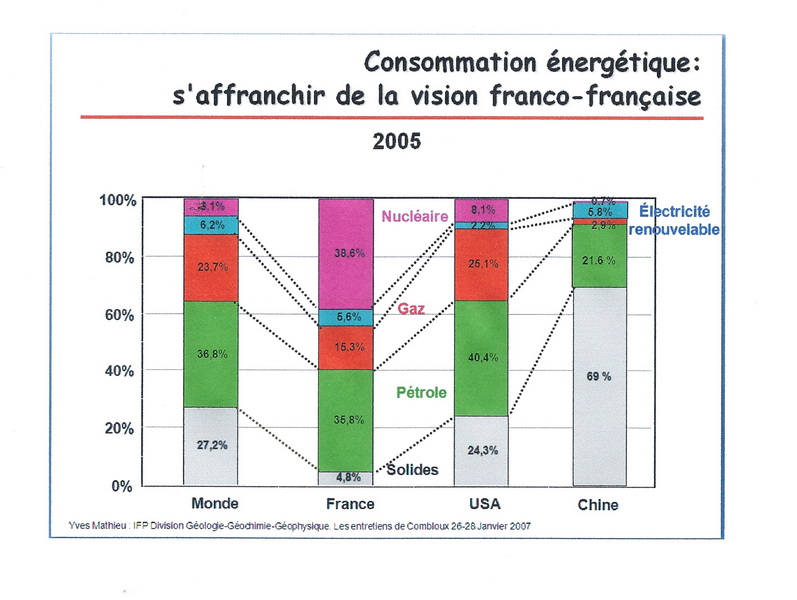 Consommation énergétique:
s'affranchir de la vision franco-française
2005
100%
80%
60%
40%
20%
0%
6,2%
23,7%
36,8%
27,2%
38,6%
5,6%
15.3%
35,8%
4,8%
8,1%
2,2%
25,1%
40,4%
24,3%
0,7%
5,8%
2,9%
21.6 %
69 %
Nucléaire
Gaz
Pétrole
Solides
Électricité
renouvelable
Monde
France
USA
Chine
Yves Mathieu : IFP Division Géologie-Géochimie-Géophysique. Les entretiens de Combloux 26-28 Janvier 2007